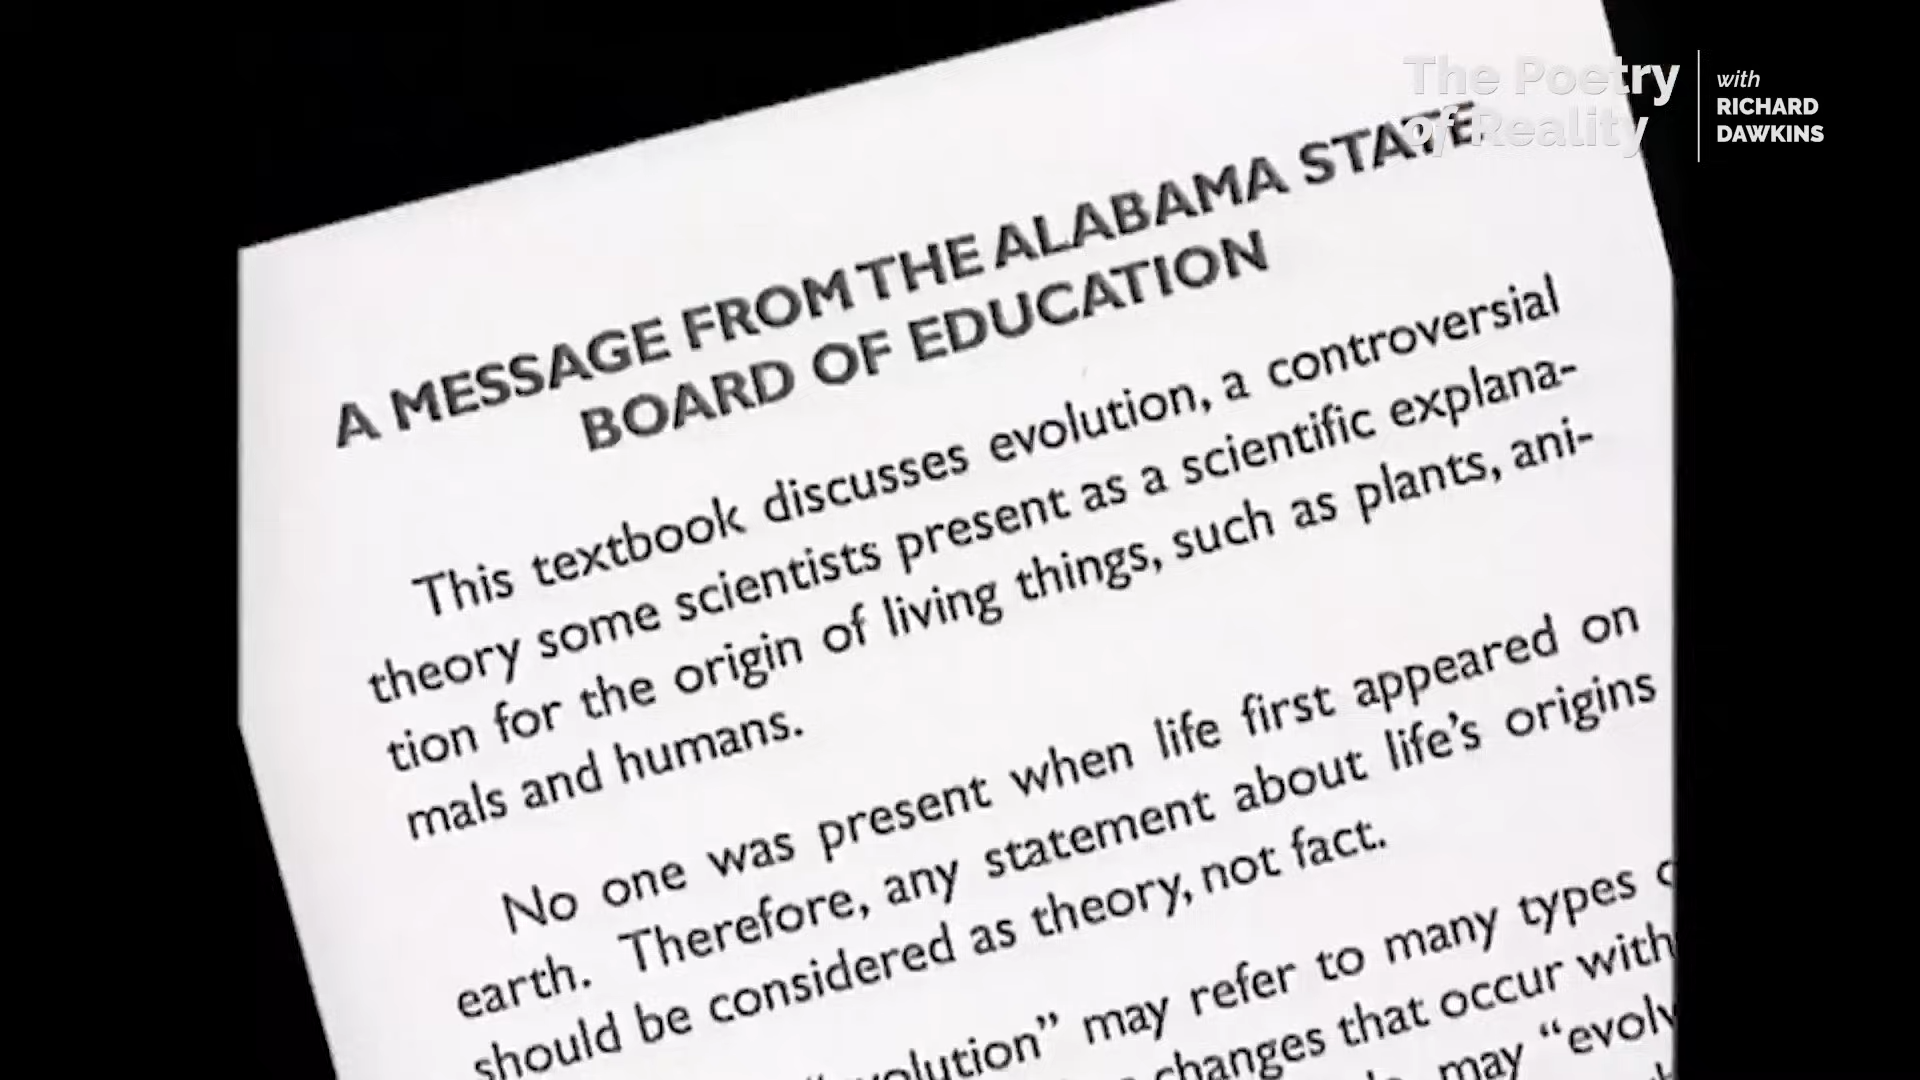 The Poetry
of Reality
with
RICHARD
DAWKINS
A MESSAGE FROM THE ALABAMA STATE
BOARD OF EDUCATION
This textbook discusses evolution, a controversial
theory some scientists present as a scientific explana-
tion for the origin of living things, such as plants, ani-
mals and humans.
No one was present when life first appeared on
earth. Therefore, any statement about life's origins
should be considered as theory, not fact.
may refer to many types
changes that occur with
may “evolv